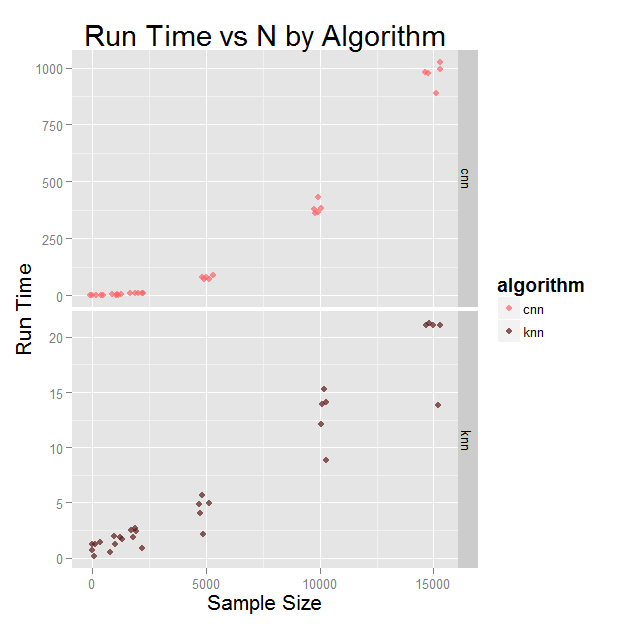 Run Time vs N by Algorithm
1000
750
500
250
0
cnn
Run Time
20
15
10
5
0
knn
0
5000
10000
15000
Sample Size
algorithm
cnn
knn